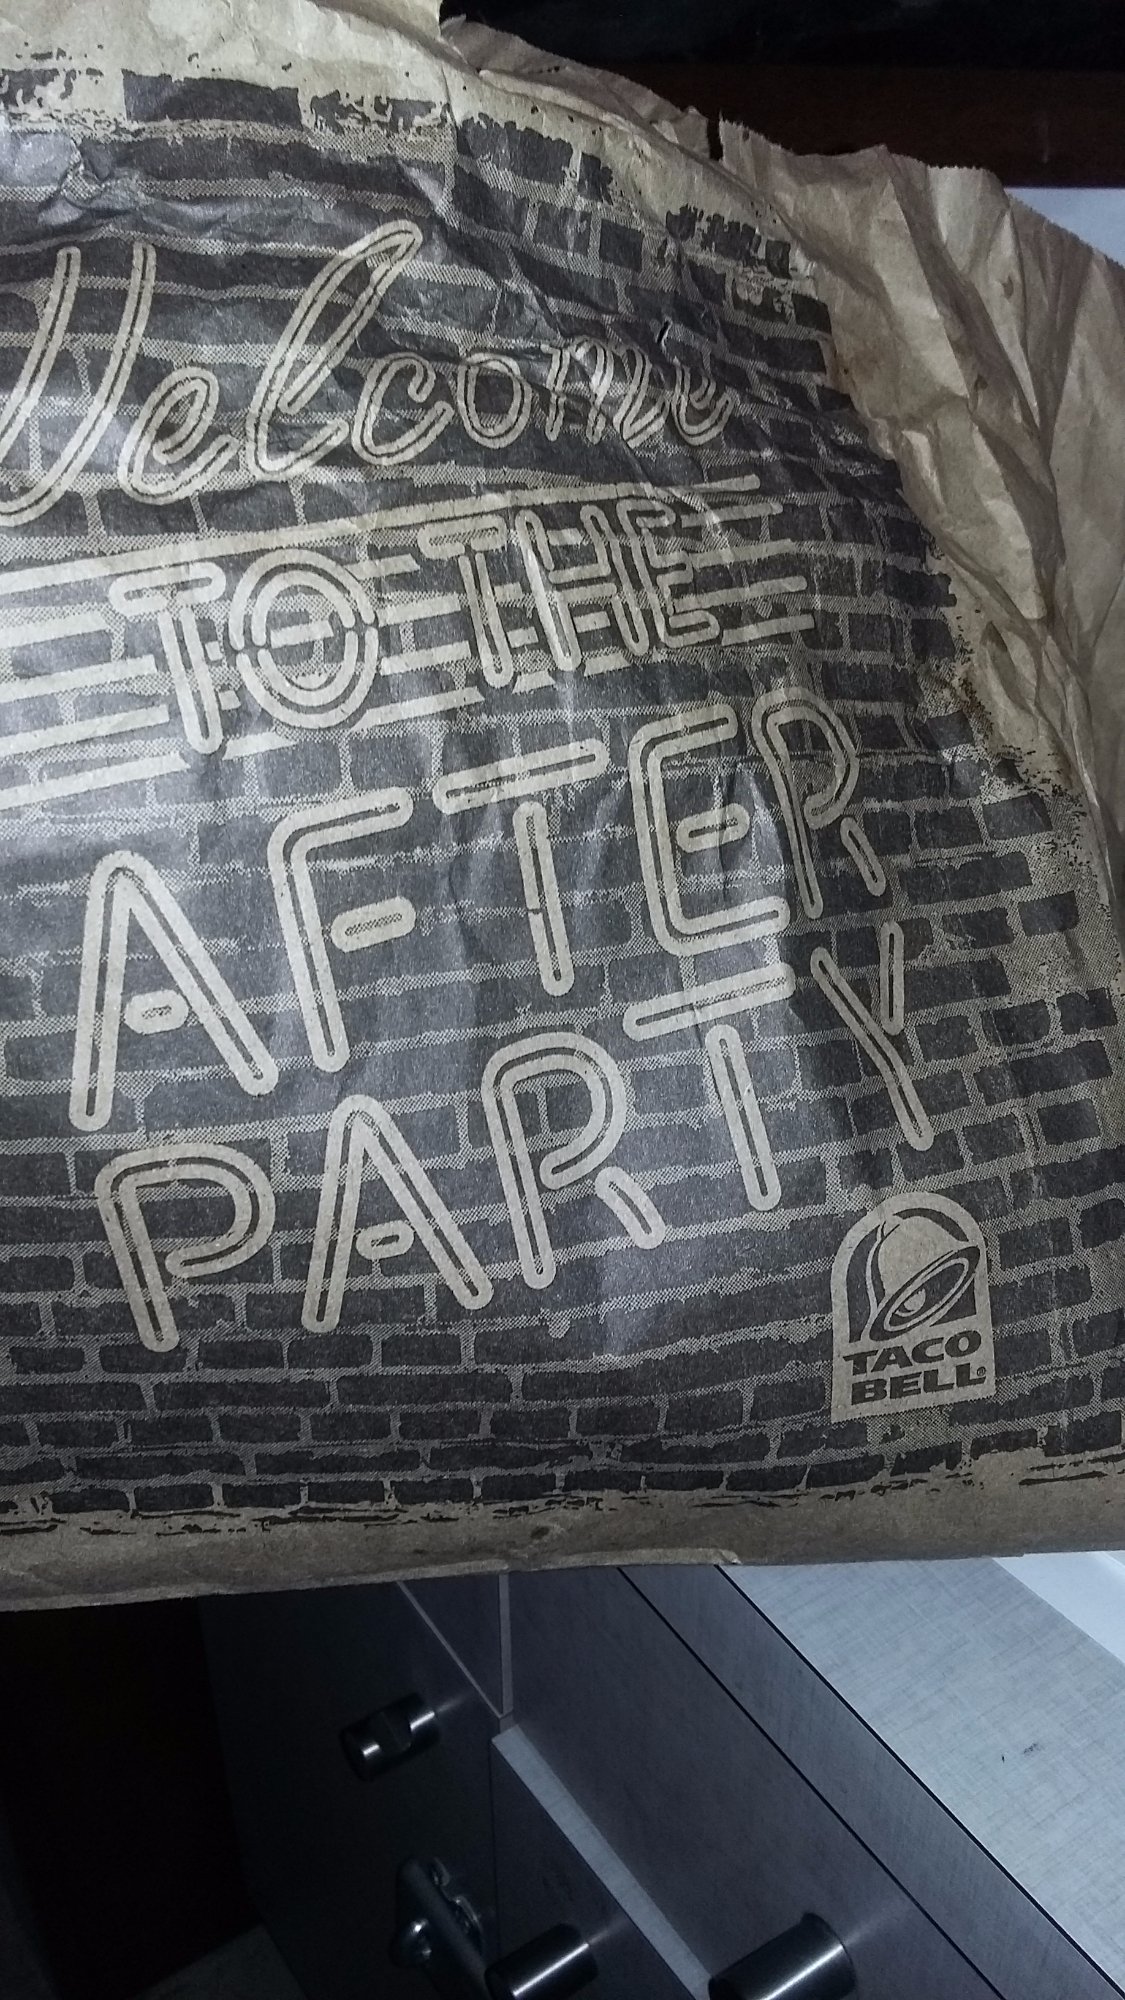 Welcome
TO THE
AFTER
PARTY
TACO
BELL®